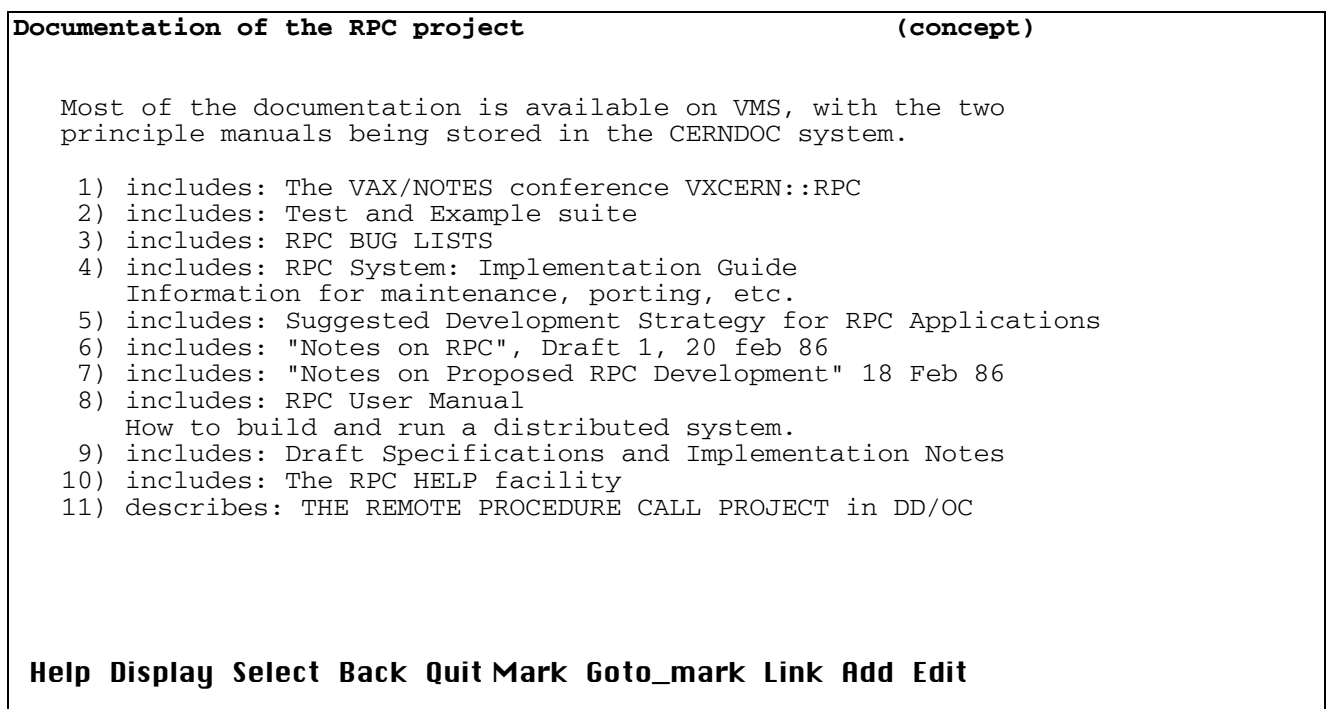 Documentation of the RPC project (concept)
Most of the documentation is available on VMS, with the two
principle manuals being stored in the CERNDOC system.
1) includes: The VAX/NOTES conference VXCERN::RPC
2) includes: Test and Example suite
3) includes: RPC BUG LISTS
4) includes: RPC System: Implementation Guide
Information for maintenance, porting, etc.
5) includes: Suggested Development Strategy for RPC Applications
6) includes: "Notes on RPC", Draft 1, 20 feb 86
7) includes: "Notes on Proposed RPC Development" 18 Feb 86
8) includes: RPC User Manual
How to build and run a distributed system.
9) includes: Draft Specifications and Implementation Notes
10) includes: The RPC HELP facility
11) describes: THE REMOTE PROCEDURE CALL PROJECT in DD/OC
Help Display Select Back Quit Mark Goto_mark Link Add Edit